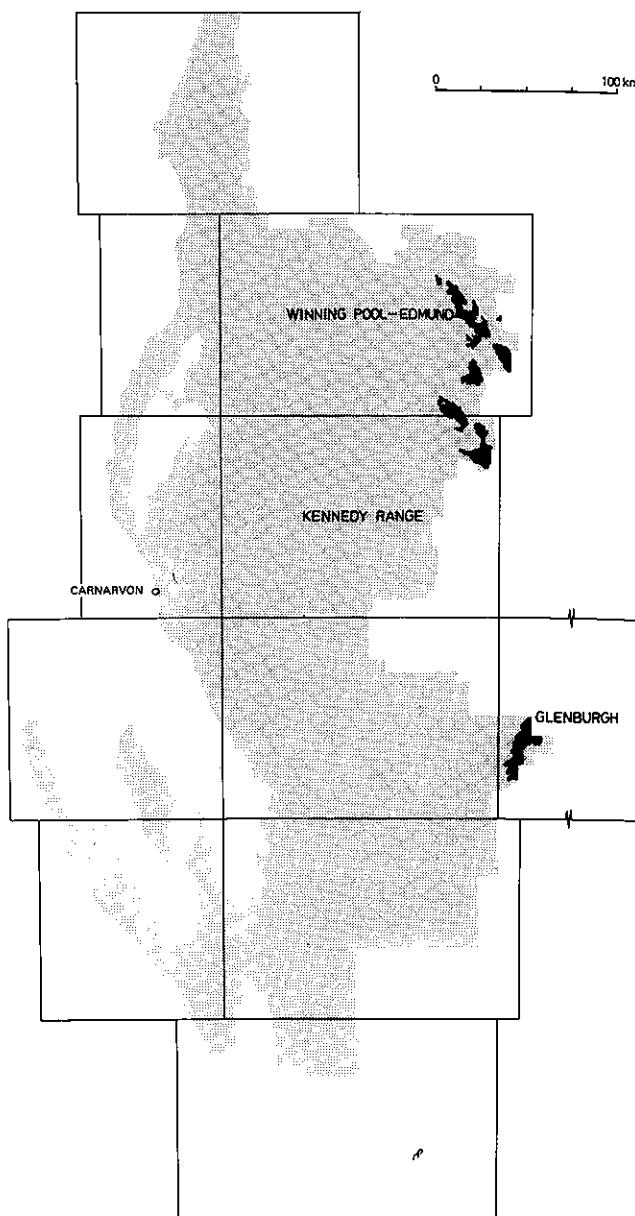 0 100 km
WINNING POOL-EDMUND
KENNEDY RANGE
CARNARVON
GLENBURGH